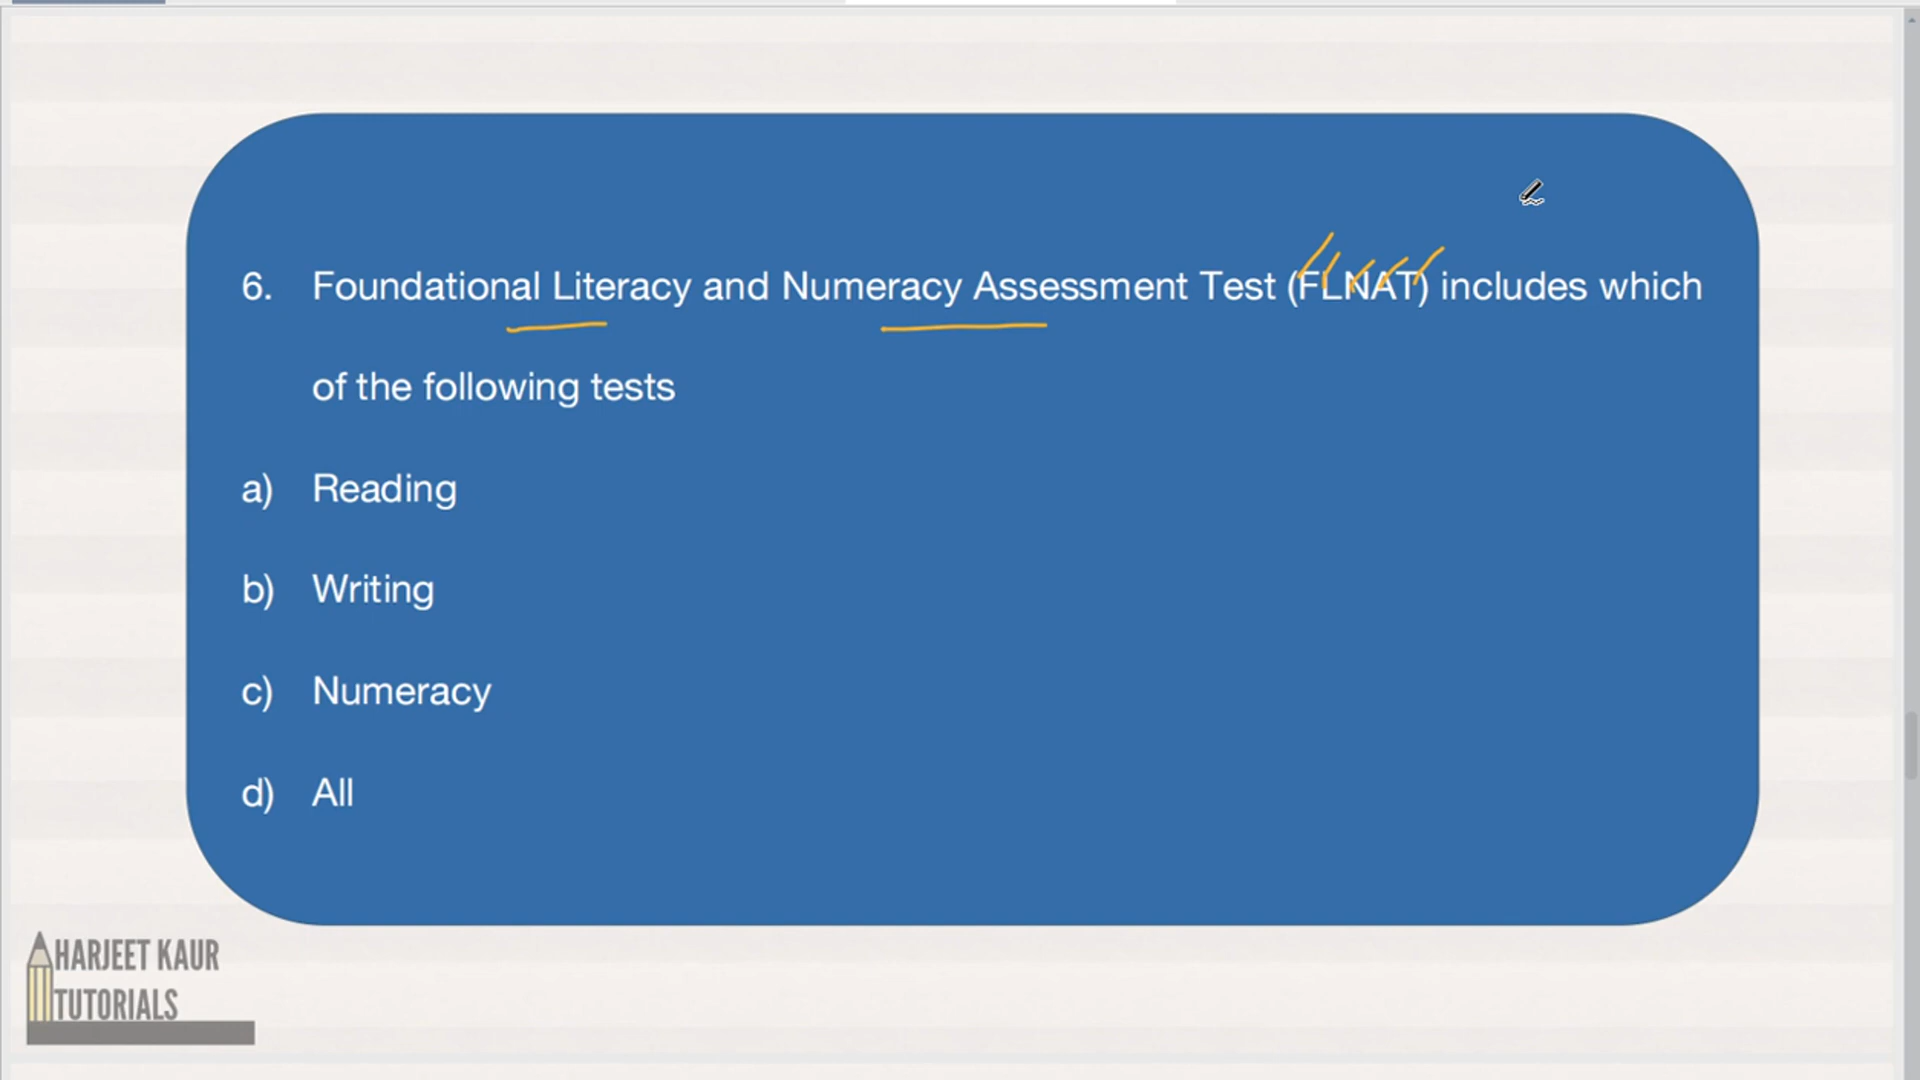 6. Foundational Literacy and Numeracy Assessment Test (FLNAT) includes which
of the following tests
a) Reading
b) Writing
c) Numeracy
d) All
HARJEET KAUR
TUTORIALS